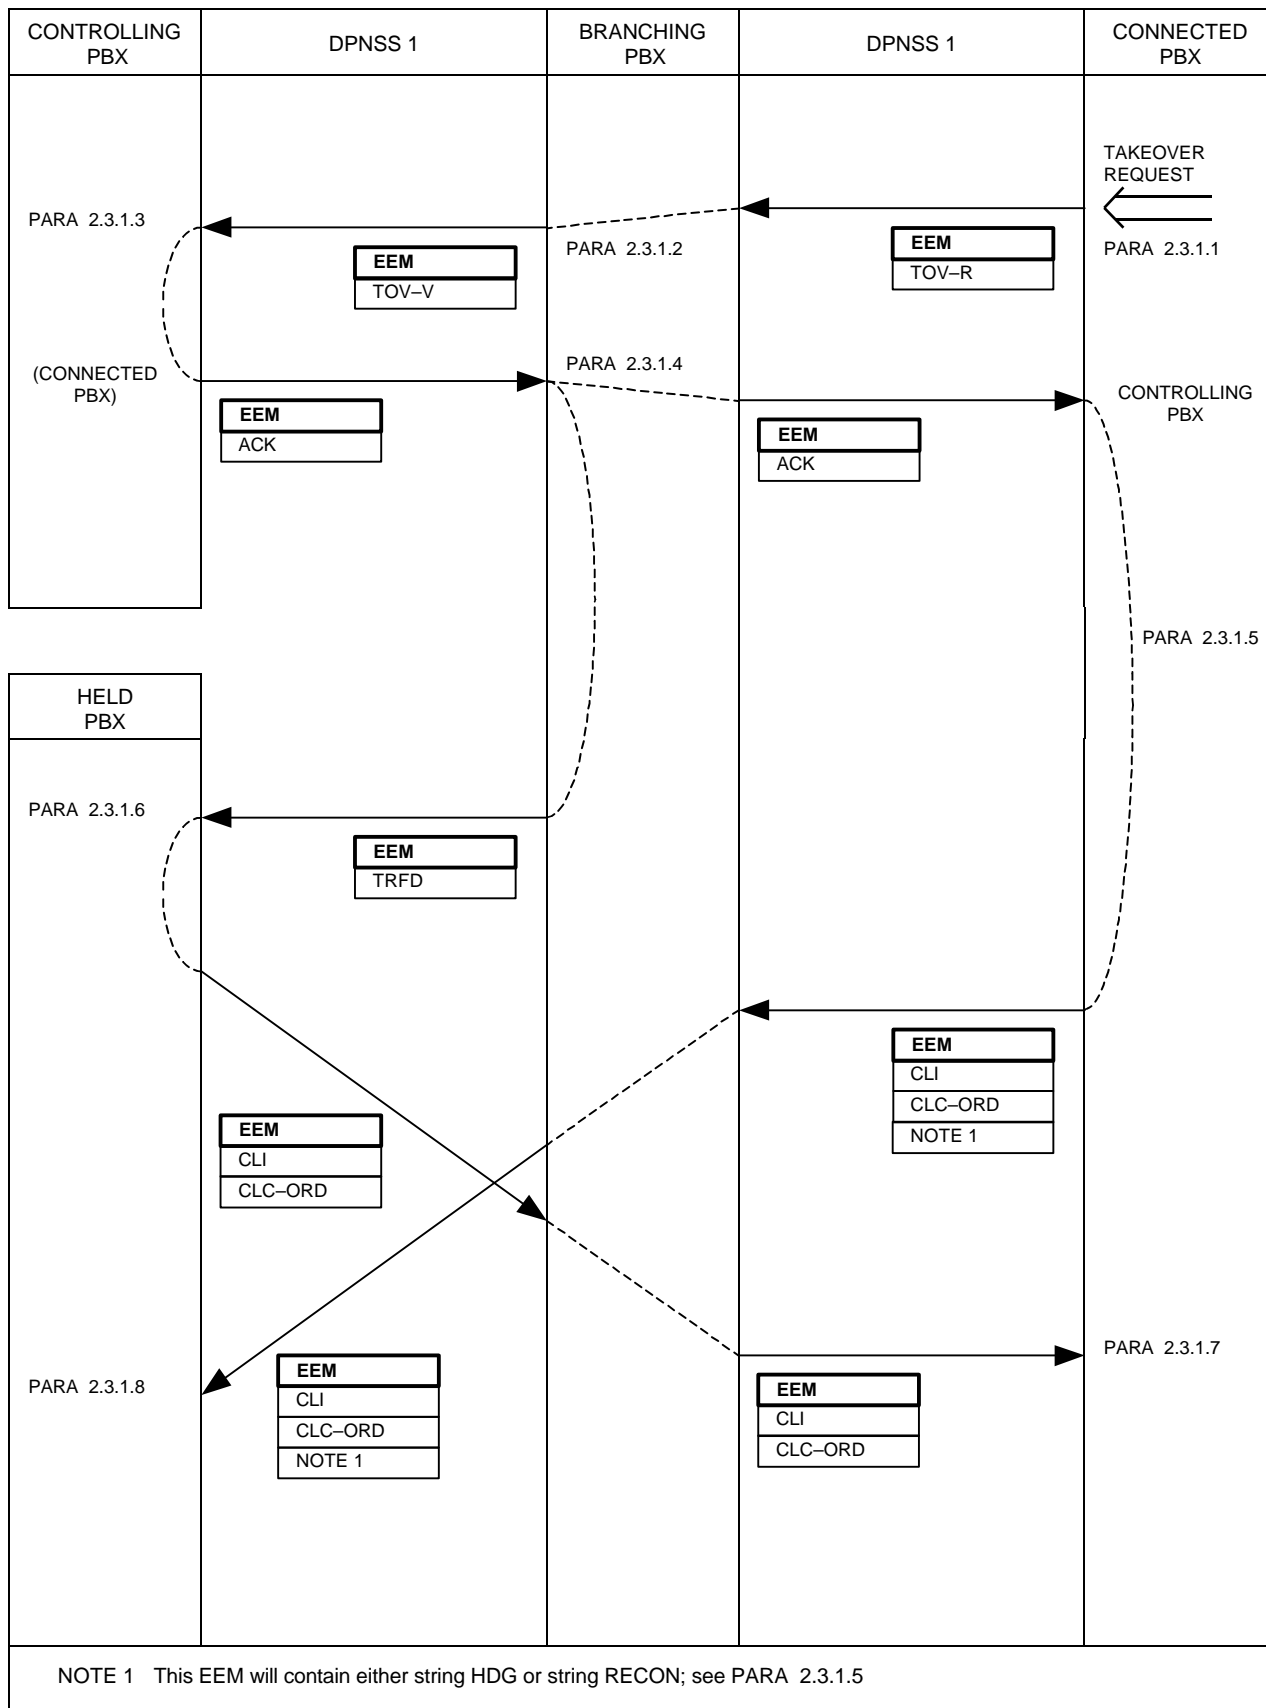 CONTROLLING
PBX
DPNSS 1
BRANCHING
PBX
DPNSS 1
CONNECTED
PBX
TAKEOVER
REQUEST
PARA 2.3.1.3
PARA 2.3.1.2
PARA 2.3.1.1
EEM
TOV–V
EEM
TOV–R
(CONNECTED
PBX)
PARA 2.3.1.4
CONTROLLING
PBX
EEM
ACK
EEM
ACK
PARA 2.3.1.5
HELD
PBX
PARA 2.3.1.6
EEM
TRFD
EEM
CLI
CLC–ORD
NOTE 1
EEM
CLI
CLC–ORD
PARA 2.3.1.7
PARA 2.3.1.8
EEM
CLI
CLC–ORD
NOTE 1
EEM
CLI
CLC–ORD
NOTE 1 This EEM will contain either string HDG or string RECON; see PARA 2.3.1.5